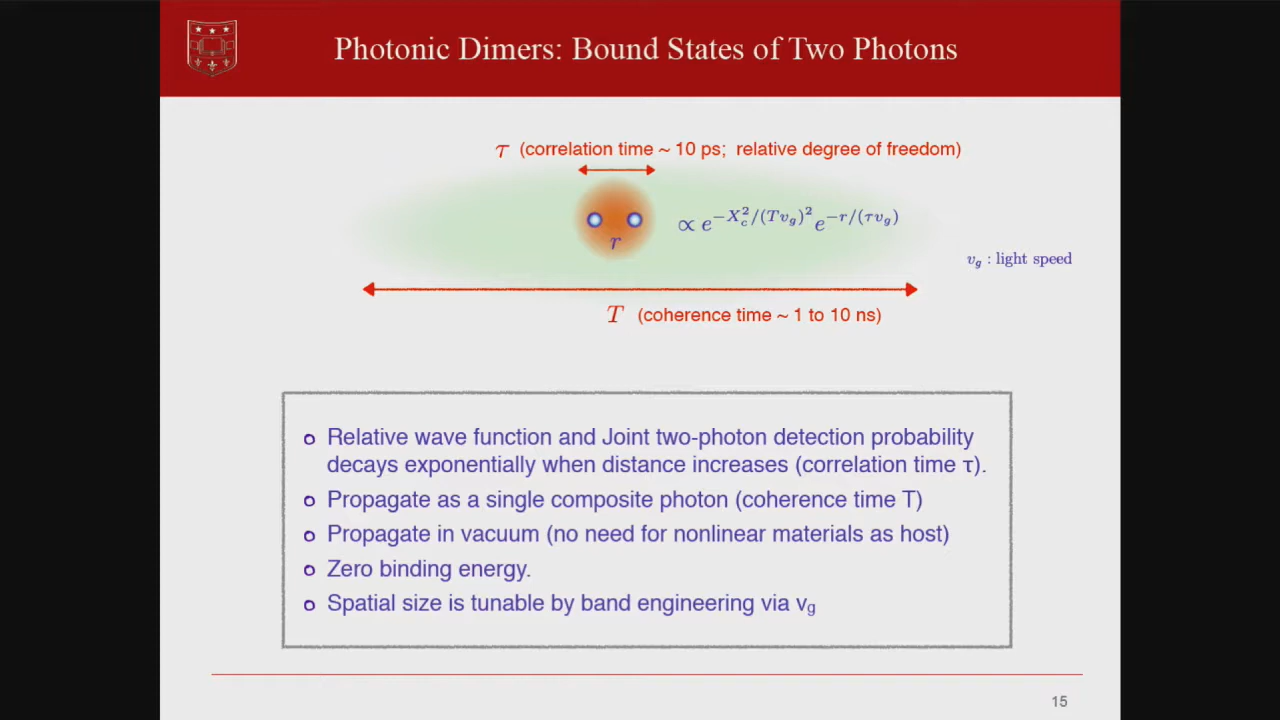 Photonic Dimers: Bound States of Two Photons
τ (correlation time ~ 10 ps; relative degree of freedom)
r
∝ e^{-X_c^2/(Tv_g)^2} e^{-r/(τv_g)}
v_g : light speed
T (coherence time ~ 1 to 10 ns)
Relative wave function and Joint two-photon detection probability
decays exponentially when distance increases (correlation time τ).
Propagate as a single composite photon (coherence time T)
Propagate in vacuum (no need for nonlinear materials as host)
Zero binding energy.
Spatial size is tunable by band engineering via v_g
15